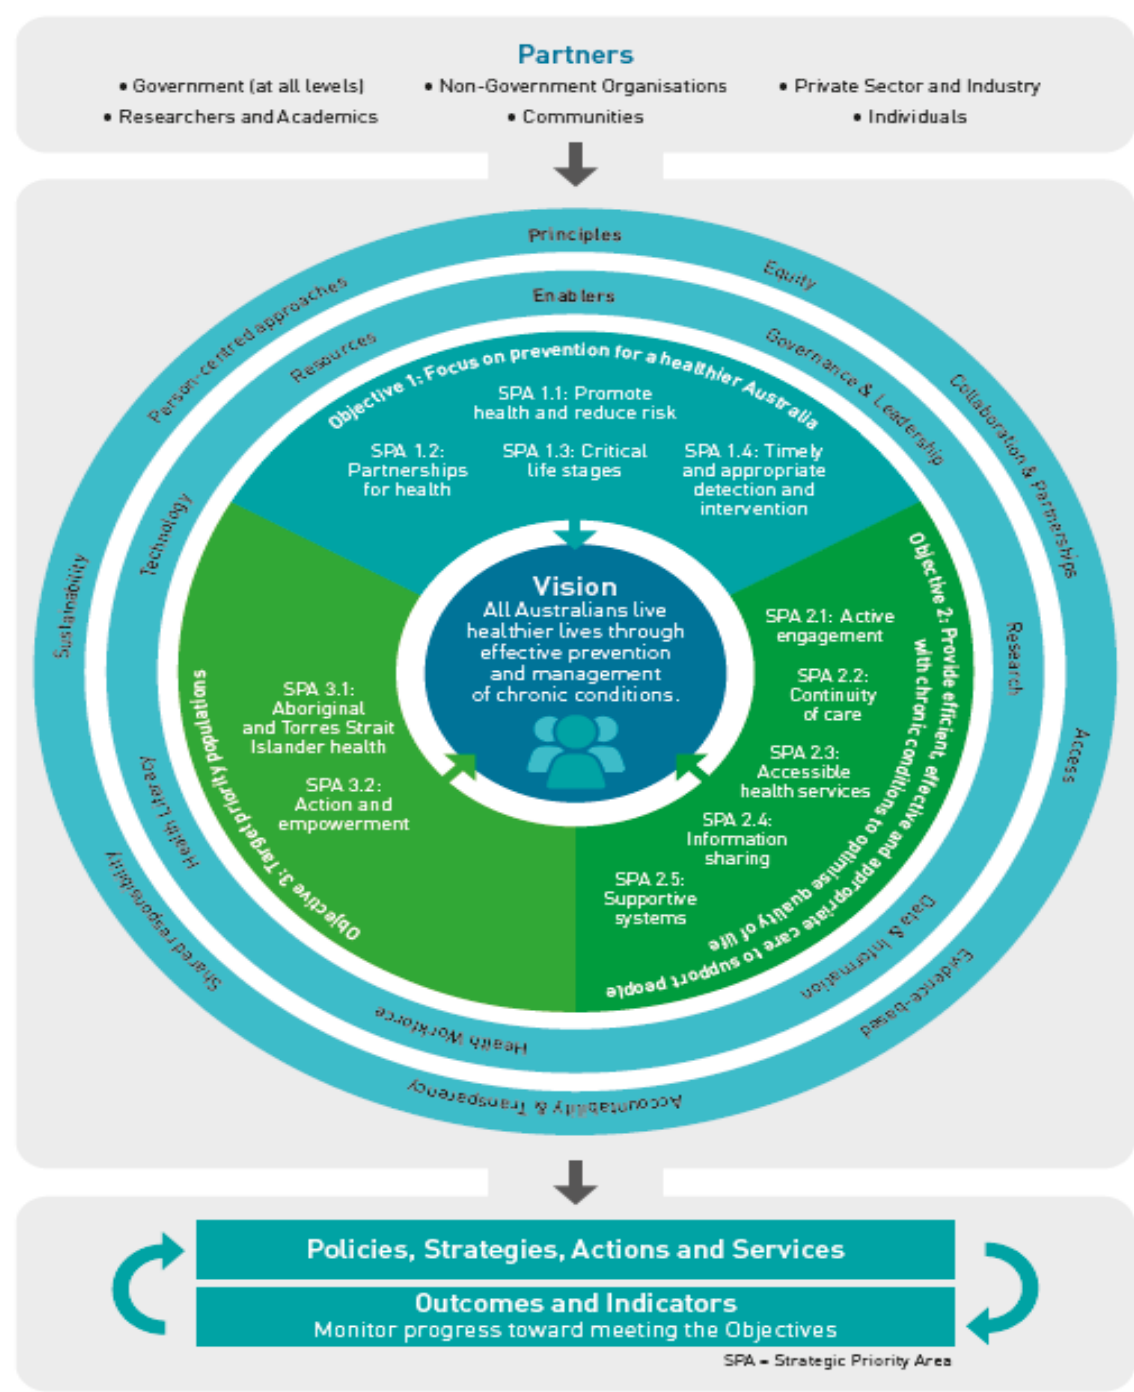 Partners
• Government (at all levels)
• Non-Government Organisations
• Private Sector and Industry
• Researchers and Academics
• Communities
• Individuals
Principles
Equity
Collaboration & Partnerships
Access
Evidence-based
Accountability & Transparency
Shared responsibility
Sustainability
Person-centred approaches
Enablers
Governance & Leadership
Research
Data & Information
Health Workforce
Health Literacy
Technology
Resources
Objective 1: Focus on prevention for a healthier Australia
SPA 1.1: Promote
health and reduce risk
SPA 1.2:
Partnerships
for health
SPA 1.3: Critical
life stages
SPA 1.4: Timely
and appropriate
detection and
intervention
Objective 2: Provide efficient, effective and appropriate care to support people
with chronic conditions to optimise quality of life
SPA 2.1: Active
engagement
SPA 2.2:
Continuity
of care
SPA 2.3:
Accessible
health services
SPA 2.4:
Information
sharing
SPA 2.5:
Supportive
systems
Objective 3: Target priority populations
SPA 3.1:
Aboriginal
and Torres Strait
Islander health
SPA 3.2:
Action and
empowerment
Vision
All Australians live
healthier lives through
effective prevention
and management
of chronic conditions.
Policies, Strategies, Actions and Services
Outcomes and Indicators
Monitor progress toward meeting the Objectives
SPA = Strategic Priority Area